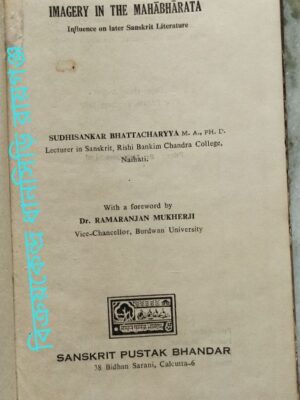 IMAGERY IN THE MAHĀBHĀRATA
Influence on later Sanskrit Literature
SUDHISANKAR BHATTACHARYYA M. A., PH. D.
Lecturer in Sanskrit, Rishi Bankim Chandra College,
Naihati.
With a foreword by
Dr. RAMARANJAN MUKHERJI
Vice-Chancellor, Burdwan University
SANSKRIT PUSTAK BHANDAR
38 Bidhan Sarani, Calcutta-6